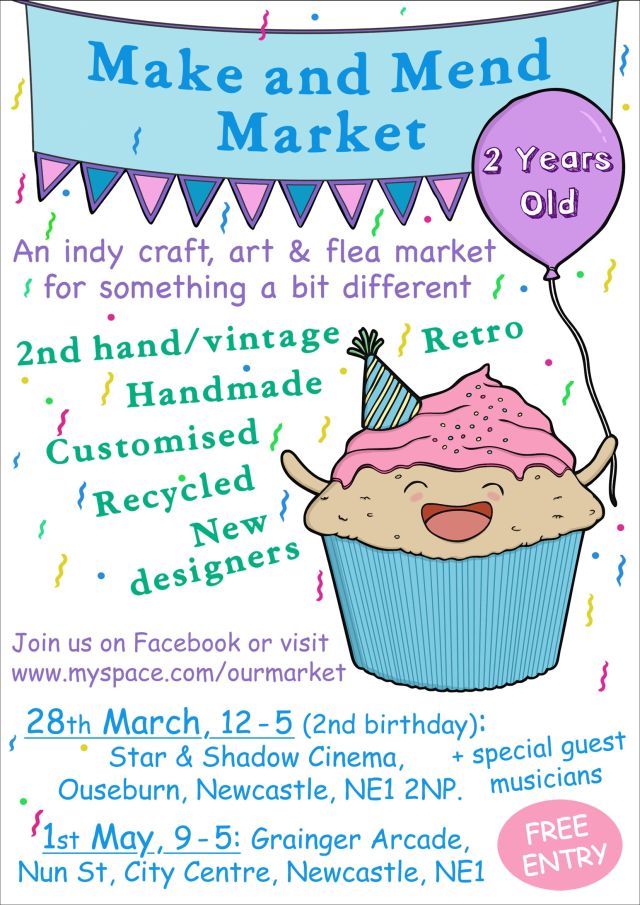 Make and Mend
Market
2 Years
Old
An indy craft, art & flea market
for something a bit different
2nd hand/vintage
Retro
Handmade
Customised
Recycled
New
designers
Join us on Facebook or visit
www.myspace.com/ourmarket
28th March, 12-5 (2nd birthday):
Star & Shadow Cinema,
Ouseburn, Newcastle, NE1 2NP.
+ special guest
musicians
1st May, 9-5: Grainger Arcade,
Nun St, City Centre, Newcastle, NE1
FREE
ENTRY